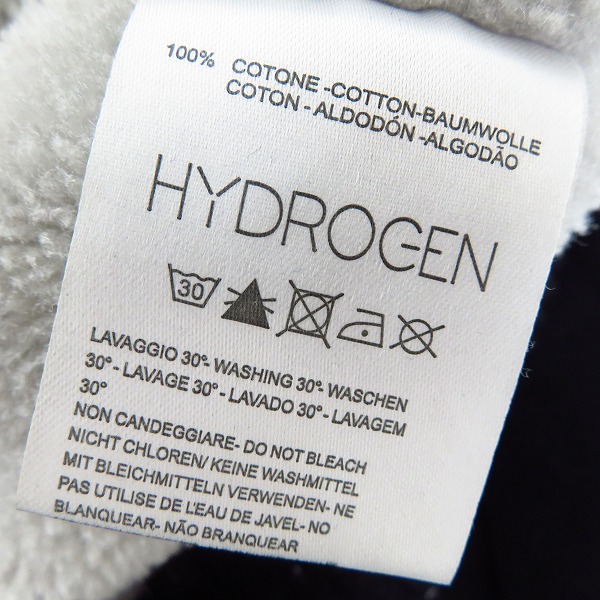 100% COTONE -COTTON-BAUMWOLLE
COTON - ALDODÓN -ALGODÃO
HYDROGEN
30
LAVAGGIO 30°- WASHING 30°- WASCHEN
30° - LAVAGE 30° - LAVADO 30° - LAVAGEM
30°
NON CANDEGGIARE- DO NOT BLEACH
NICHT CHLOREN/ KEINE WASHMITTEL
MIT BLEICHMITTELN VERWENDEN- NE
PAS UTILISE DE L'EAU DE JAVEL- NO
BLANQUEAR- NÃO BRANQUEAR